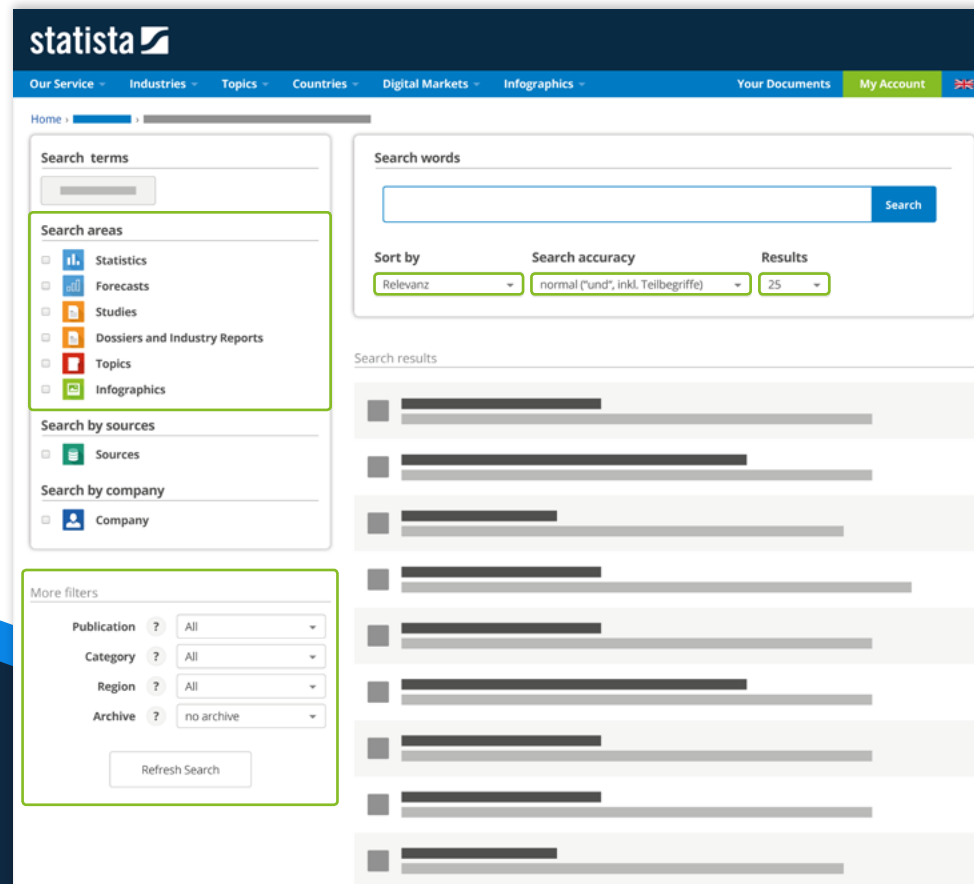 statista
Our Service Industries Topics Countries Digital Markets Infographics Your Documents My Account
Home › ›
Search terms
Search areas
Statistics
Forecasts
Studies
Dossiers and Industry Reports
Topics
Infographics
Search by sources
Sources
Search by company
Company
More filters
Publication ? All
Category ? All
Region ? All
Archive ? no archive
Refresh Search
Search words
Search
Sort by Search accuracy Results
Relevanz normal ("und", inkl. Teilbegriffe) 25
Search results